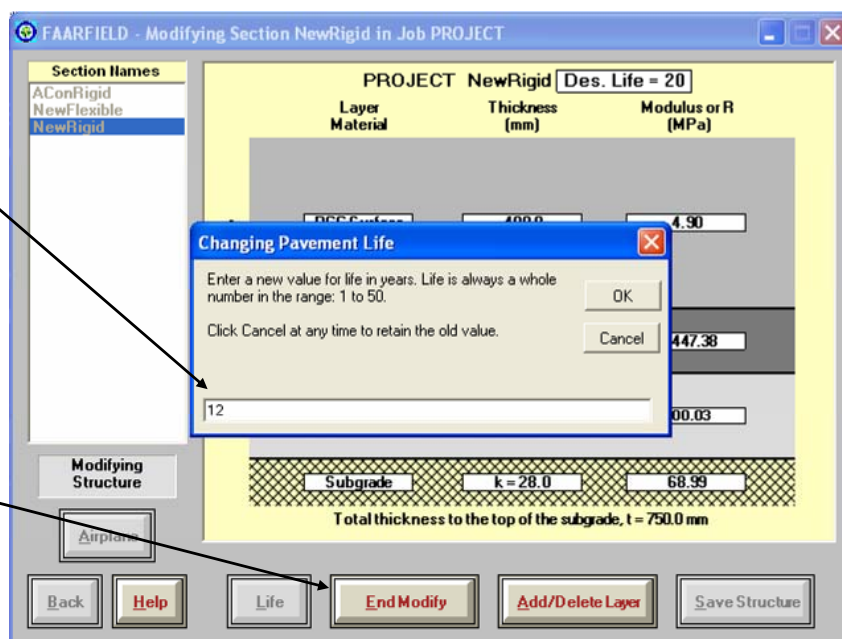 FAARFIELD - Modifying Section NewRigid in Job PROJECT
Section Names
AConRigid
NewFlexible
NewRigid
PROJECT NewRigid Des. Life = 20
Layer Material
Thickness (mm)
Modulus or R (MPa)
4.90
Changing Pavement Life
Enter a new value for life in years. Life is always a whole
number in the range: 1 to 50.
OK
Click Cancel at any time to retain the old value.
Cancel
447.38
12
00.03
Modifying
Structure
Subgrade k = 28.0 68.99
Total thickness to the top of the subgrade, t = 750.0 mm
Airplane
Back Help Life End Modify Add/Delete Layer Save Structure